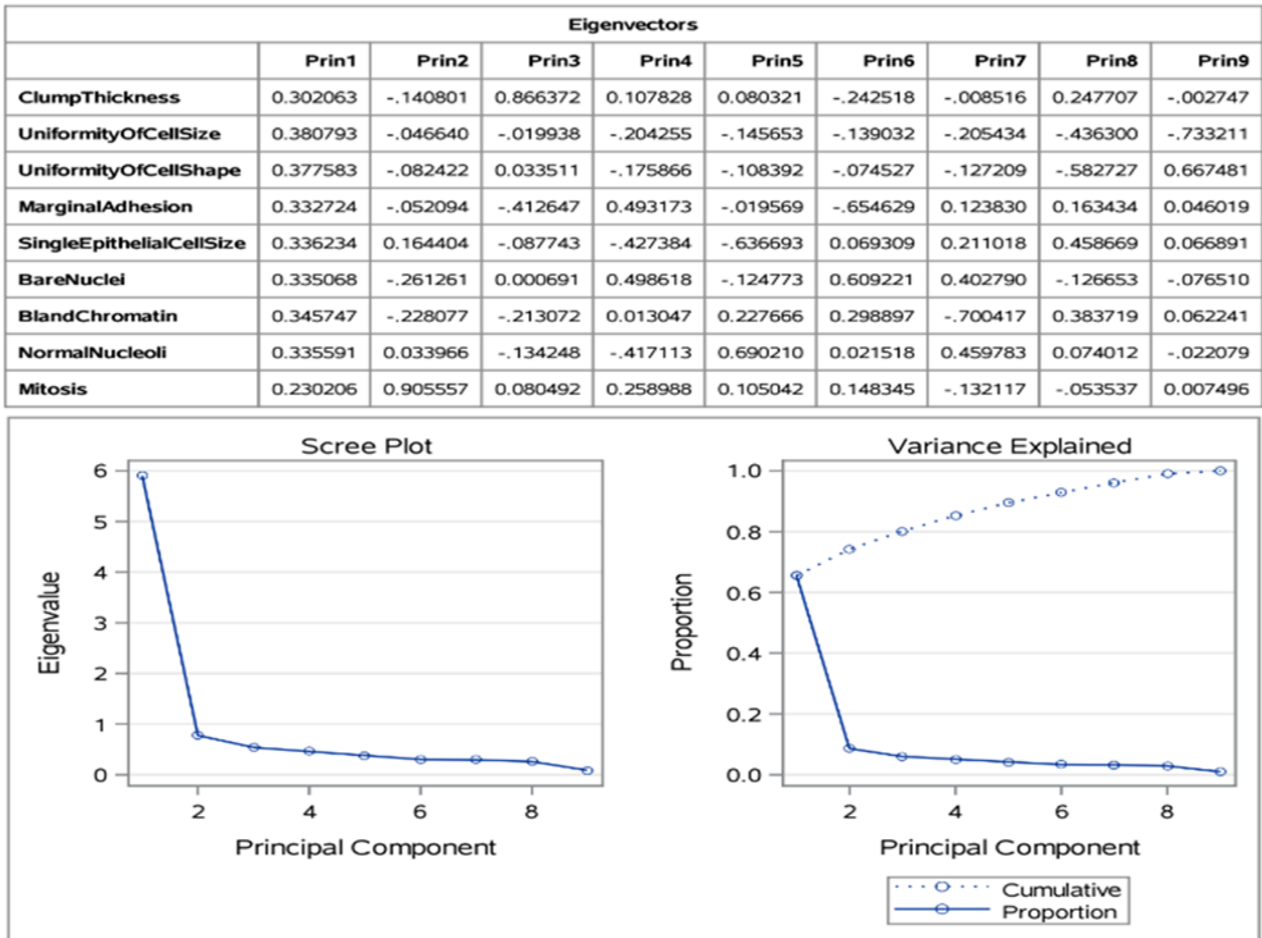 Eigenvectors
Prin1 Prin2 Prin3 Prin4 Prin5 Prin6 Prin7 Prin8 Prin9
ClumpThickness 0.302063 -.140801 0.866372 0.107828 0.080321 -.242518 -.008516 0.247707 -.002747
UniformityOfCellSize 0.380793 -.046640 -.019938 -.204255 -.145653 -.139032 -.205434 -.436300 -.733211
UniformityOfCellShape 0.377583 -.082422 0.033511 -.175866 -.108392 -.074527 -.127209 -.582727 0.667481
MarginalAdhesion 0.332724 -.052094 -.412647 0.493173 -.019569 -.654629 0.123830 0.163434 0.046019
SingleEpithelialCellSize 0.336234 0.164404 -.087743 -.427384 -.636693 0.069309 0.211018 0.458669 0.066891
BareNuclei 0.335068 -.261261 0.000691 0.498618 -.124773 0.609221 0.402790 -.126653 -.076510
BlandChromatin 0.345747 -.228077 -.213072 0.013047 0.227666 0.298897 -.700417 0.383719 0.062241
NormalNucleoli 0.335591 0.033966 -.134248 -.417113 0.690210 0.021518 0.459783 0.074012 -.022079
Mitosis 0.230206 0.905557 0.080492 0.258988 0.105042 0.148345 -.132117 -.053537 0.007496
Scree Plot
Eigenvalue
6
5
4
3
2
1
0
2 4 6 8
Principal Component
Variance Explained
Proportion
1.0
0.8
0.6
0.4
0.2
0.0
2 4 6 8
Principal Component
Cumulative
Proportion